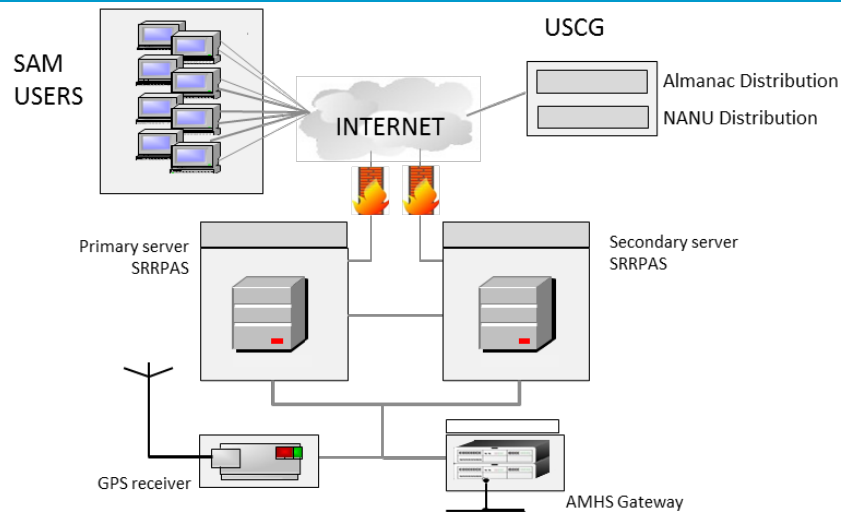 USCG
SAM
USERS
Almanac Distribution
NANU Distribution
INTERNET
Primary server
SRRPAS
Secondary server
SRRPAS
GPS receiver
AMHS Gateway